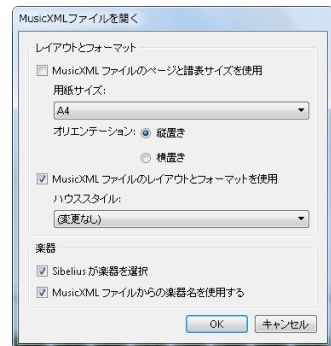 MusicXMLファイルを開く
レイアウトとフォーマット
MusicXML ファイルのページと譜表サイズを使用
用紙サイズ:
A4
オリエンテーション: 縦置き
横置き
MusicXML ファイルのレイアウトとフォーマットを使用
ハウススタイル:
(変更なし)
楽器
Sibelius が楽器を選択
MusicXML ファイルからの楽器名を使用する
OK キャンセル